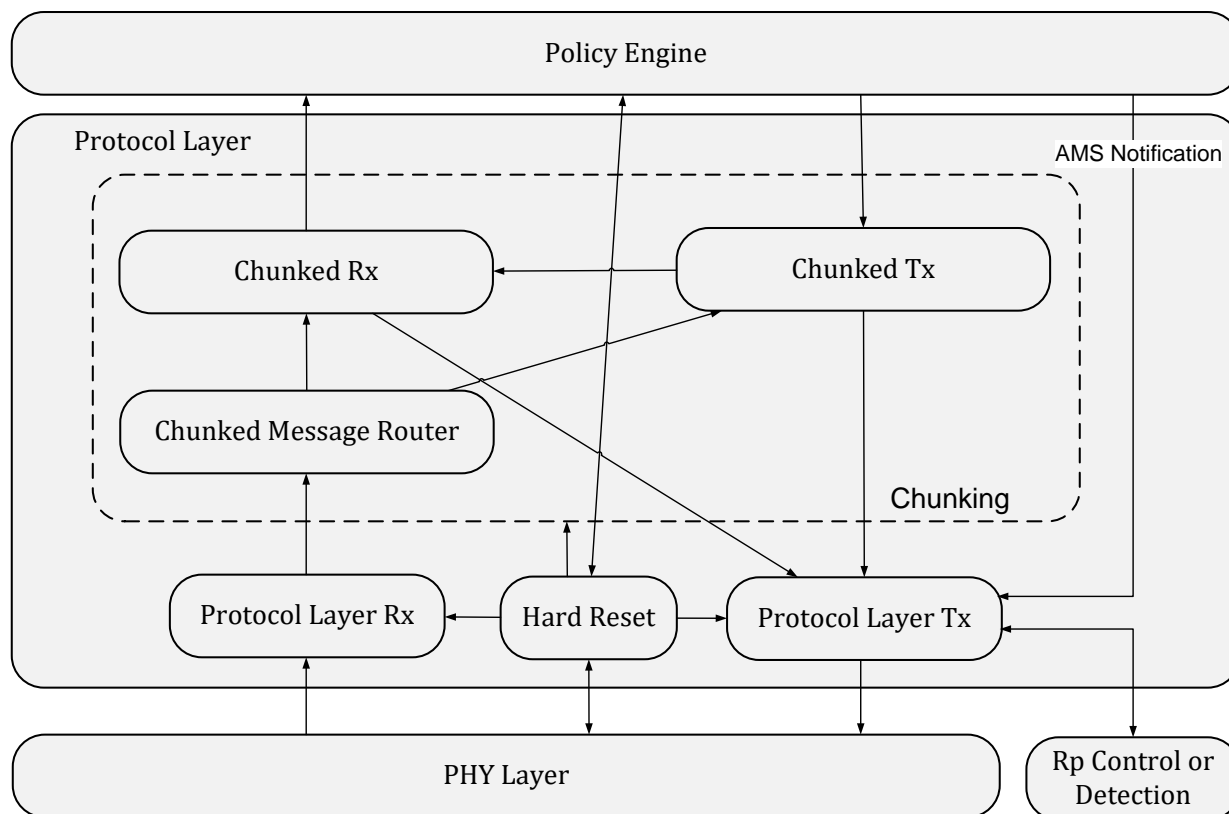 Policy Engine
Protocol Layer
AMS Notification
Chunked Rx
Chunked Tx
Chunked Message Router
Chunking
Protocol Layer Rx
Hard Reset
Protocol Layer Tx
PHY Layer
Rp Control or
Detection